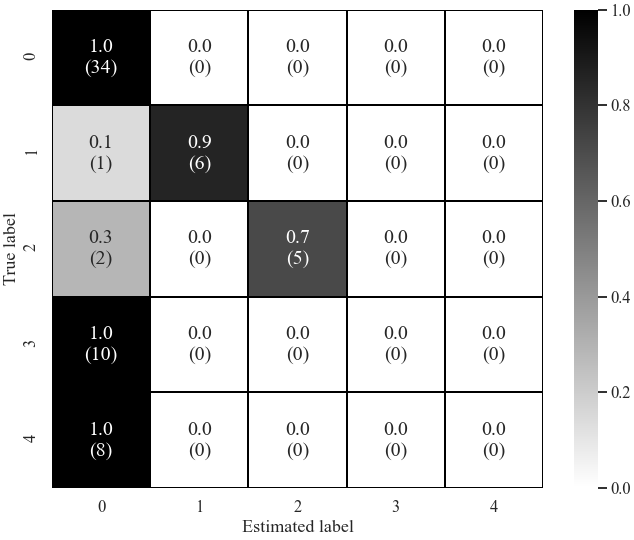 1.0 0.0 0.0 0.0 0.0
(34) (0) (0) (0) (0)
0.1 0.9 0.0 0.0 0.0
(1) (6) (0) (0) (0)
0.3 0.0 0.7 0.0 0.0
(2) (0) (5) (0) (0)
1.0 0.0 0.0 0.0 0.0
(10) (0) (0) (0) (0)
1.0 0.0 0.0 0.0 0.0
(8) (0) (0) (0) (0)
True label
0
1
2
3
4
0 1 2 3 4
Estimated label
1.0
0.8
0.6
0.4
0.2
0.0